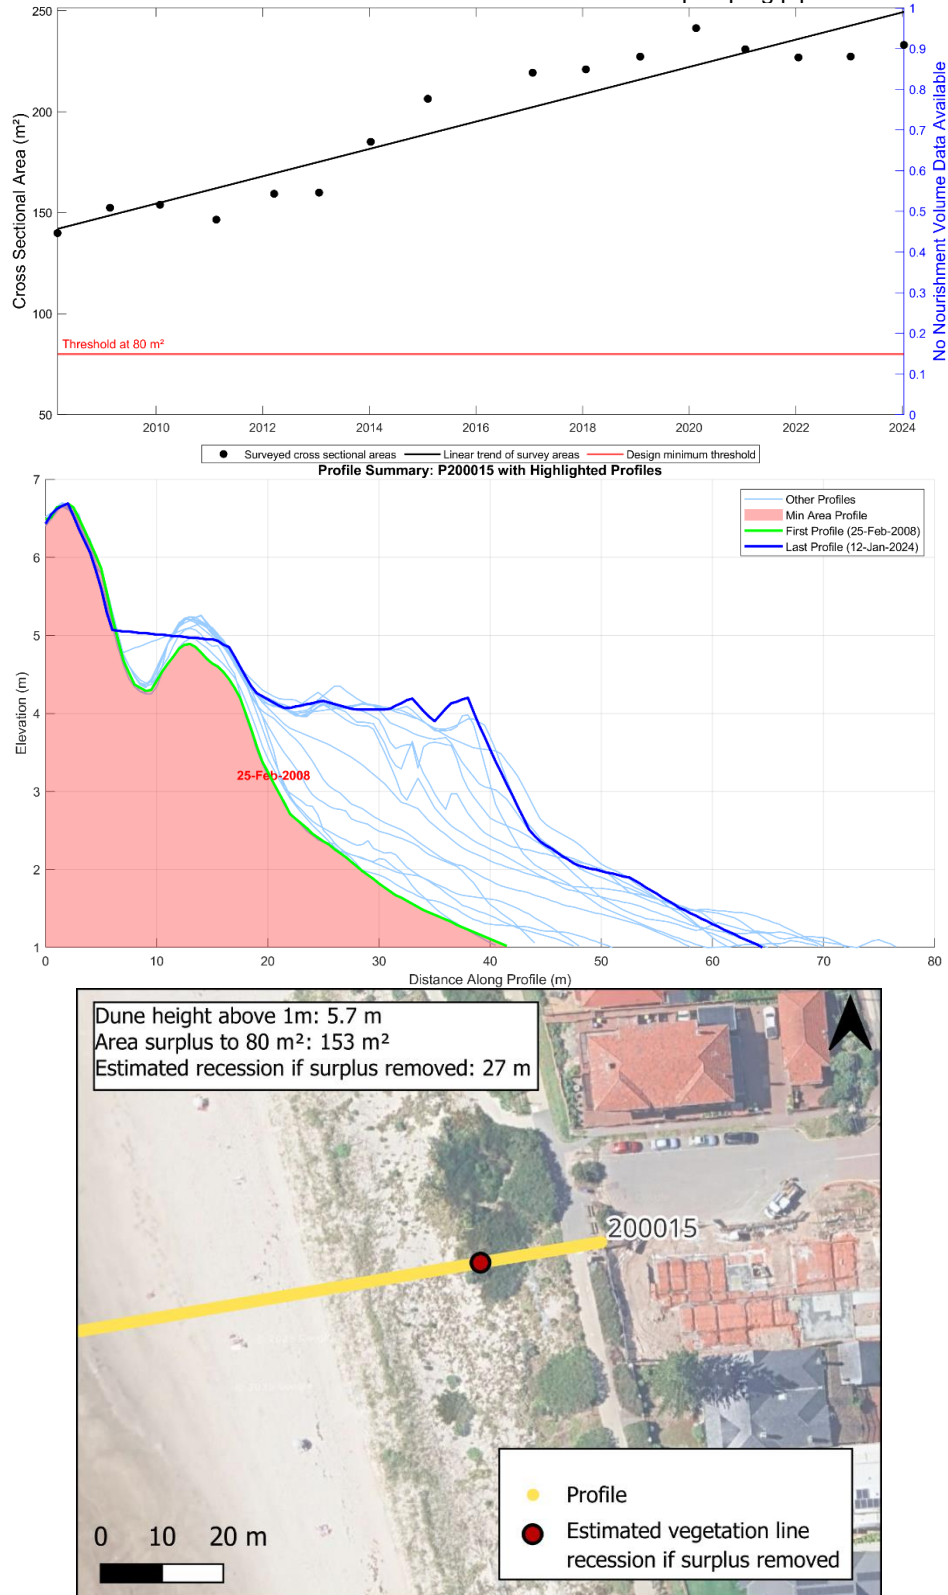 250
200
150
100
50
Cross Sectional Area (m²)
Threshold at 80 m²
1
0.9
0.8
0.7
0.6
0.5
0.4
0.3
0.2
0.1
0
No Nourishment Volume Data Available
2010 2012 2014 2016 2018 2020 2022 2024
Surveyed cross sectional areas Linear trend of survey areas Design minimum threshold
Profile Summary: P200015 with Highlighted Profiles
7
6
5
4
3
2
1
Elevation (m)
Other Profiles
Min Area Profile
First Profile (25-Feb-2008)
Last Profile (12-Jan-2024)
25-Feb-2008
0 10 20 30 40 50 60 70 80
Distance Along Profile (m)
Dune height above 1m: 5.7 m
Area surplus to 80 m²: 153 m²
Estimated recession if surplus removed: 27 m
200015
Profile
Estimated vegetation line
recession if surplus removed
0 10 20 m